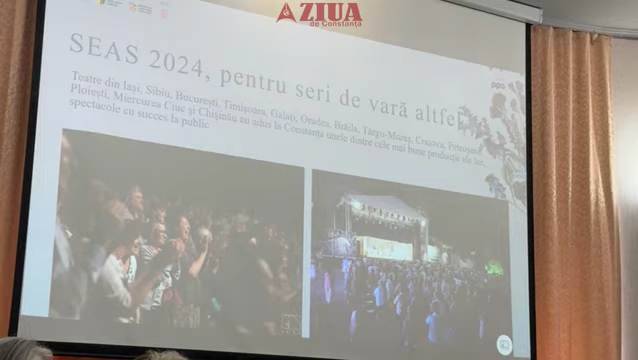 ZIUA
de Constanța
SEAS 2024, pentru seri de vară altfel
Teatre din Iași, Sibiu, București, Timișoara, Galați, Oradea, Brăila, Târgu-Mureș, Craiova, Petroșani,
Ploiești, Miercurea Ciuc și Chișinău au adus la Constanța unele dintre cele mai bune producții ale lor,
spectacole cu succes la public